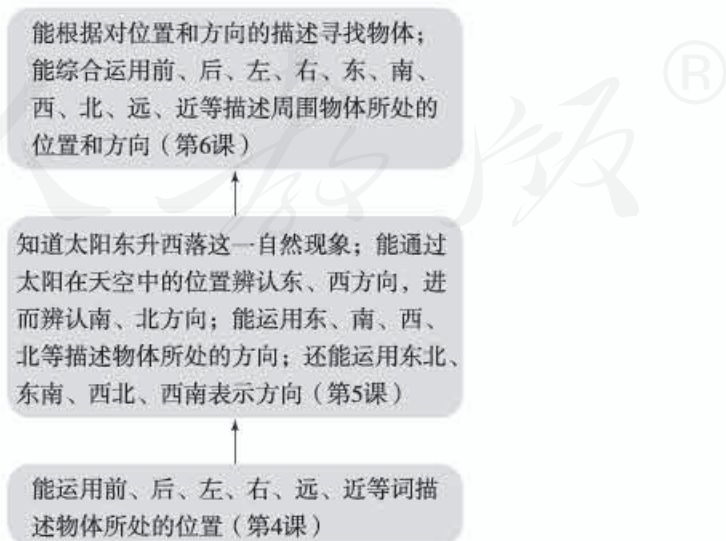 能根据对位置和方向的描述寻找物体；
能综合运用前、后、左、右、东、南、
西、北、远、近等描述周围物体所处的
位置和方向（第6课）
知道太阳东升西落这一自然现象；能通过
太阳在天空中的位置辨认东、西方向，进
而辨认南、北方向；能运用东、南、西、
北等描述物体所处的方向；还能运用东北、
东南、西北、西南表示方向（第5课）
能运用前、后、左、右、远、近等词描
述物体所处的位置（第4课）
人教版®